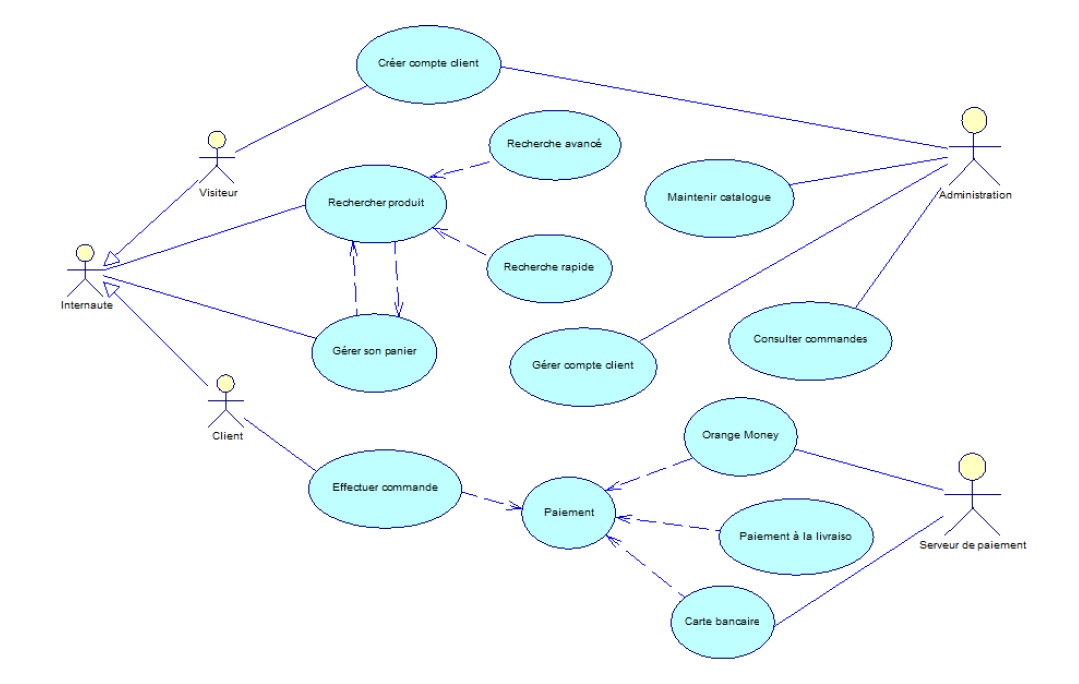 Créer compte client
Recherche avancé
Visiteur
Maintenir catalogue
Administration
Rechercher produit
Recherche rapide
Internaute
Consulter commandes
Gérer son panier
Gérer compte client
Client
Orange Money
Effectuer commande
Paiement
Paiement à la livraiso
Serveur de paiement
Carte bancaire